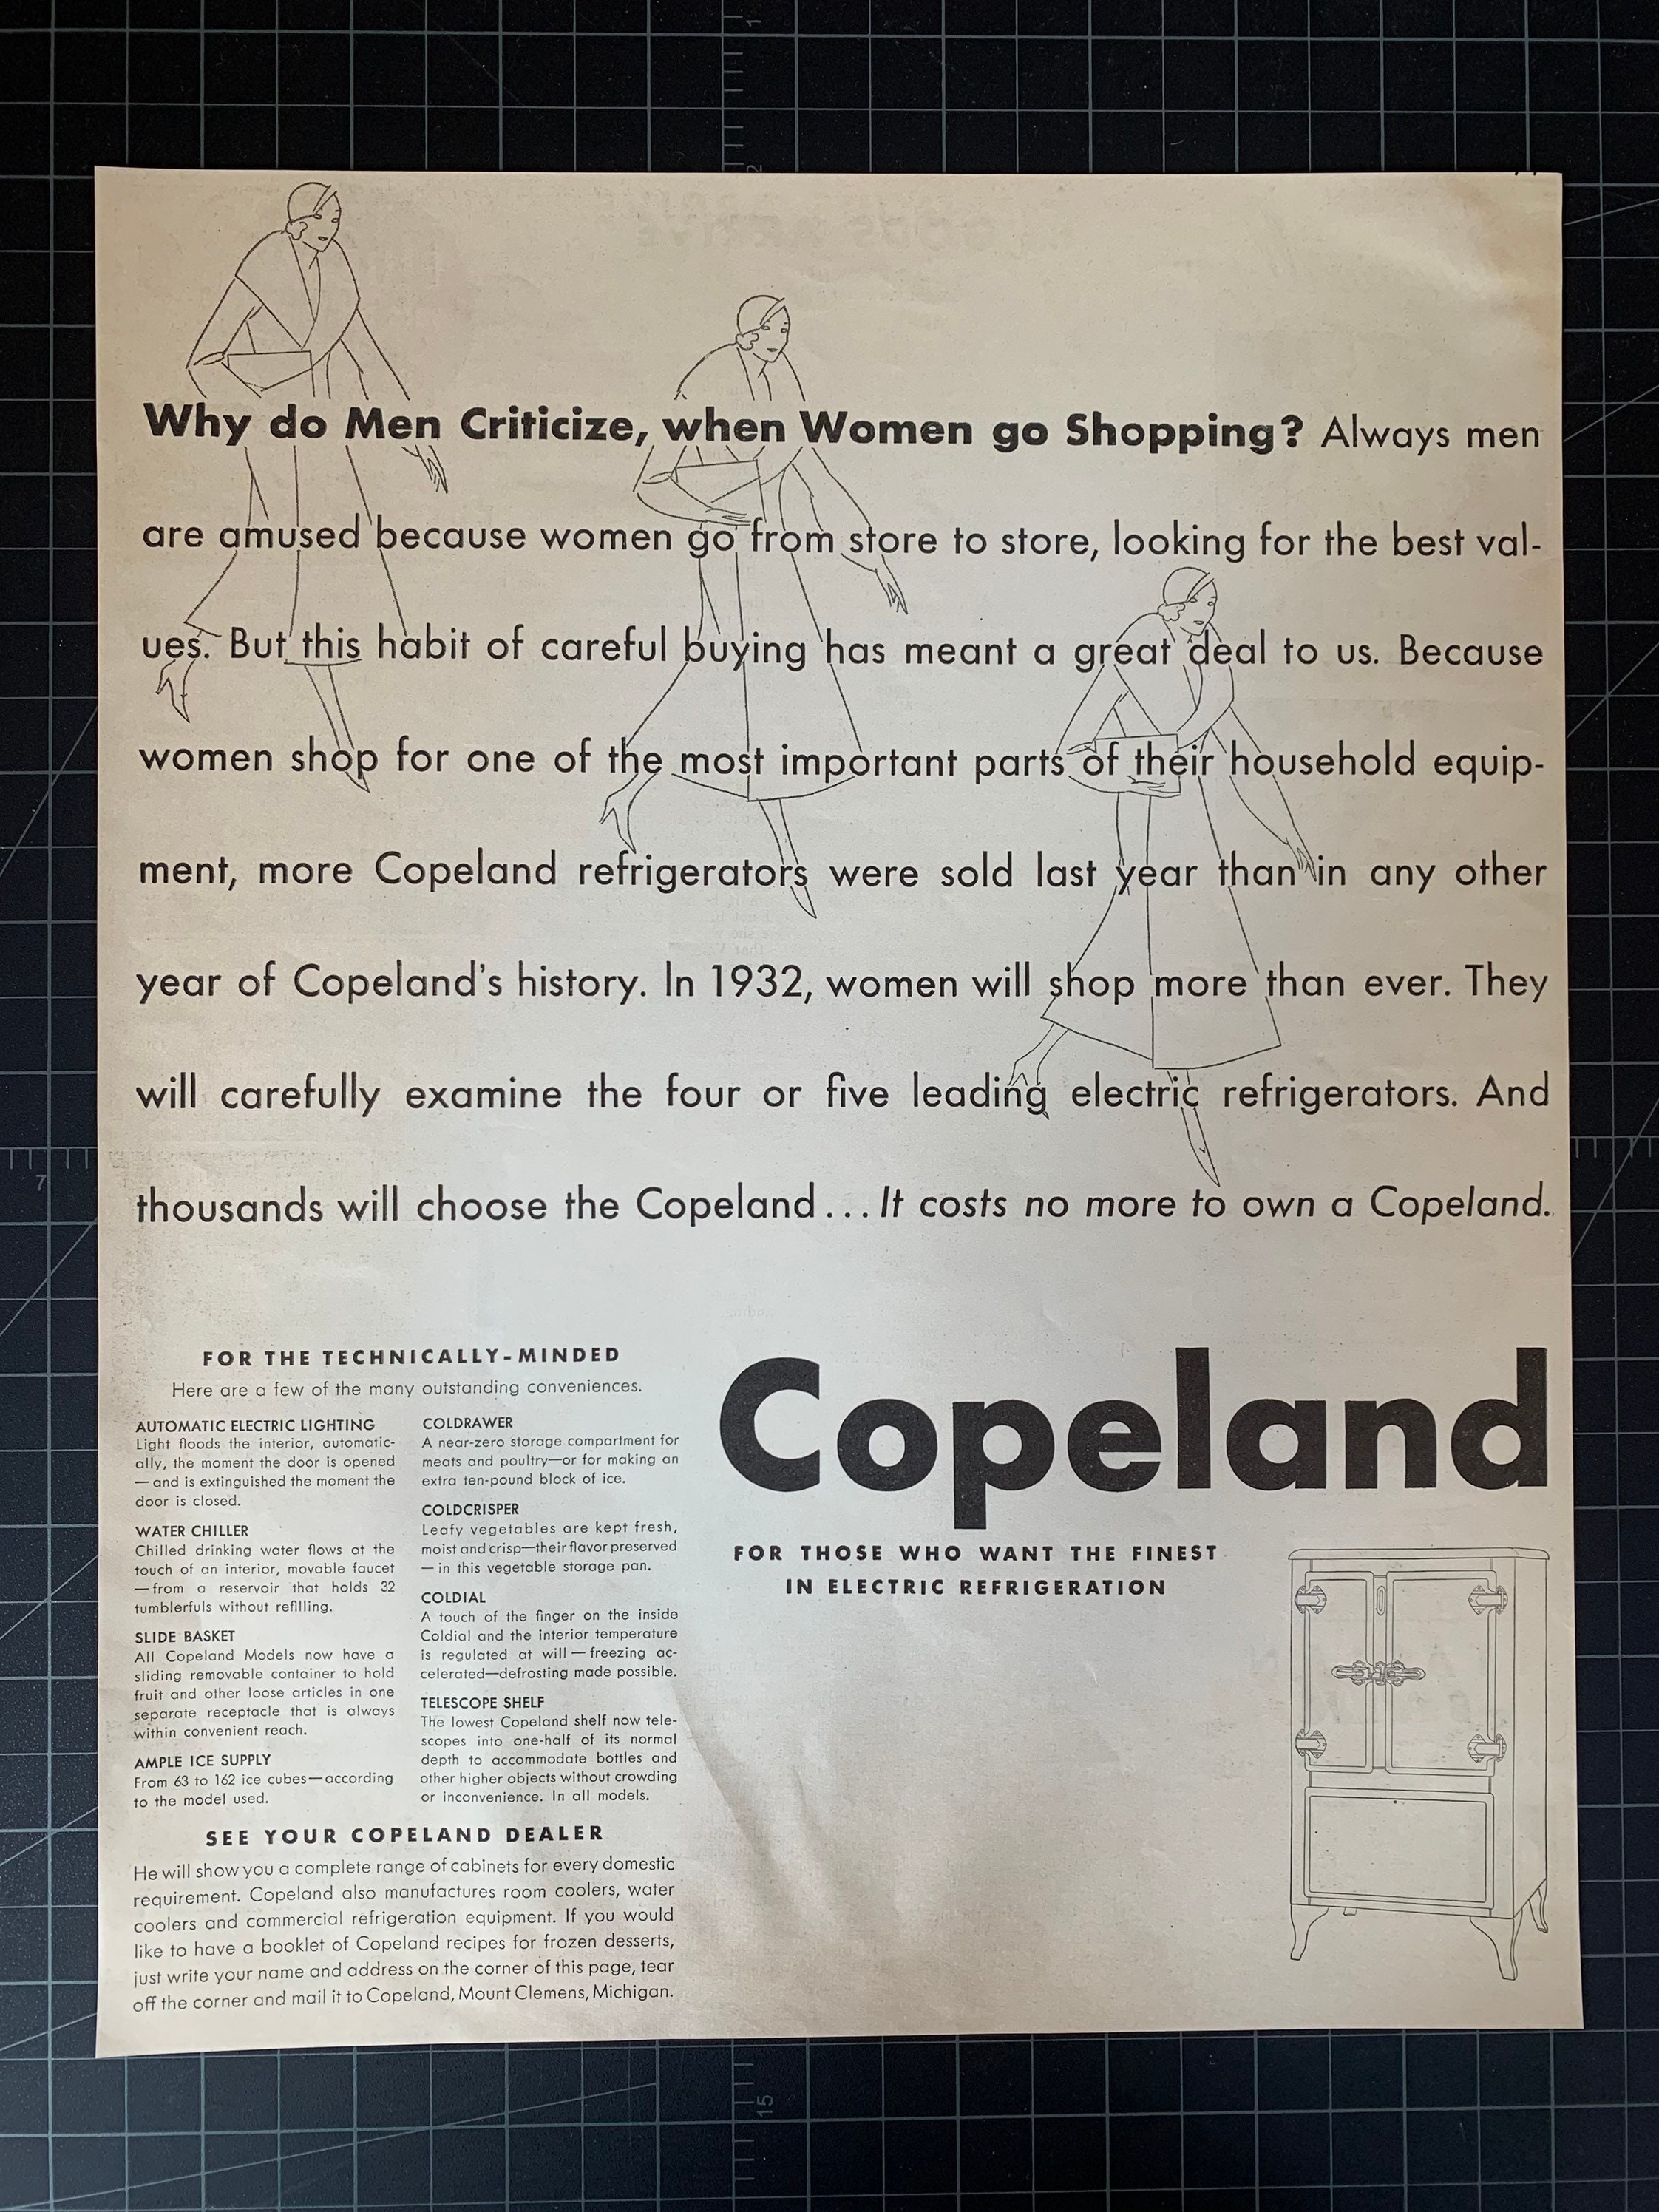 1
2
Why do Men Criticize, when Women go Shopping? Always men
are amused because women go from store to store, looking for the best val-
ues. But this habit of careful buying has meant a great deal to us. Because
women shop for one of the most important parts of their household equip-
ment, more Copeland refrigerators were sold last year than in any other
year of Copeland's history. In 1932, women will shop more than ever. They
will carefully examine the four or five leading electric refrigerators. And
thousands will choose the Copeland... It costs no more to own a Copeland.
7
FOR THE TECHNICALLY-MINDED
Here are a few of the many outstanding conveniences.
AUTOMATIC ELECTRIC LIGHTING
Light floods the interior, automatic-
ally, the moment the door is opened
—and is extinguished the moment the
door is closed.
WATER CHILLER
Chilled drinking water flows at the
touch of an interior, movable faucet
—from a reservoir that holds 32
tumblerfuls without refilling.
SLIDE BASKET
All Copeland Models now have a
sliding removable container to hold
fruit and other loose articles in one
separate receptacle that is always
within convenient reach.
AMPLE ICE SUPPLY
From 63 to 162 ice cubes—according
to the model used.
COLDRAWER
A near-zero storage compartment for
meats and poultry—or for making an
extra ten-pound block of ice.
COLDCRISPER
Leafy vegetables are kept fresh,
moist and crisp—their flavor preserved
—in this vegetable storage pan.
COLDIAL
A touch of the finger on the inside
Coldial and the interior temperature
is regulated at will—freezing ac-
celerated—defrosting made possible.
TELESCOPE SHELF
The lowest Copeland shelf now tele-
scopes into one-half of its normal
depth to accommodate bottles and
other higher objects without crowding
or inconvenience. In all models.
SEE YOUR COPELAND DEALER
He will show you a complete range of cabinets for every domestic
requirement. Copeland also manufactures room coolers, water
coolers and commercial refrigeration equipment. If you would
like to have a booklet of Copeland recipes for frozen desserts,
just write your name and address on the corner of this page, tear
off the corner and mail it to Copeland, Mount Clemens, Michigan.
Copeland
FOR THOSE WHO WANT THE FINEST
IN ELECTRIC REFRIGERATION
15